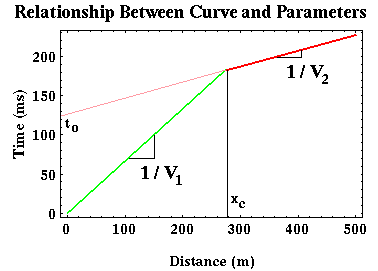 Relationship Between Curve and Parameters
200
150
100
50
0
Time (ms)
t₀
1 / V₂
1 / V₁
x_c
0 100 200 300 400 500
Distance (m)